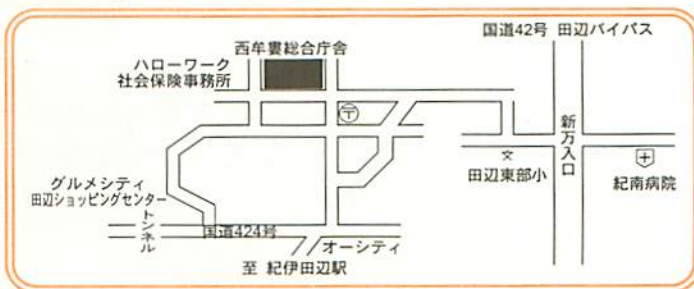 国道42号 田辺バイパス
西牟婁総合庁舎
ハローワーク
社会保険事務所
新万入口
田辺東部小
紀南病院
グルメシティ
田辺ショッピングセンター
トンネル
国道424号
オーシティ
至 紀伊田辺駅